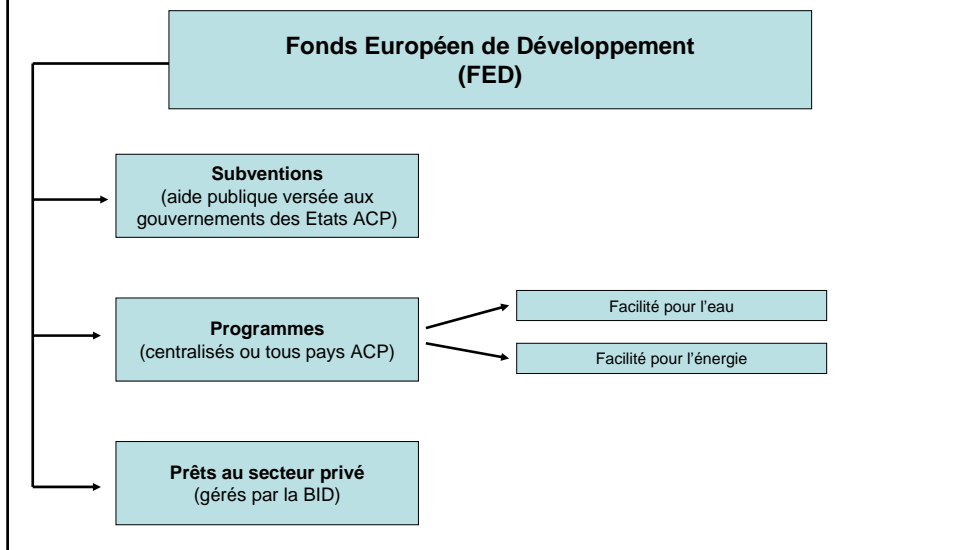 Fonds Européen de Développement
(FED)
Subventions
(aide publique versée aux
gouvernements des Etats ACP)
Programmes
(centralisés ou tous pays ACP)
Facilité pour l'eau
Facilité pour l'énergie
Prêts au secteur privé
(gérés par la BID)